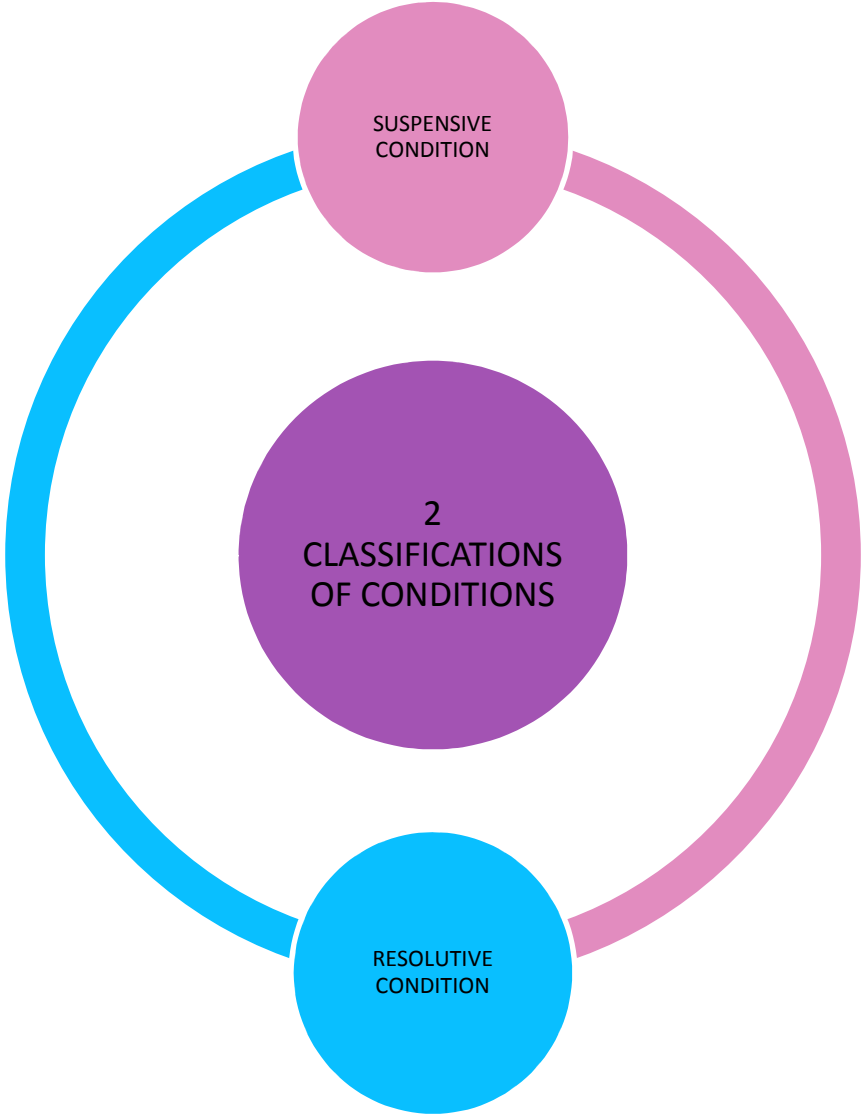 SUSPENSIVE
CONDITION
2
CLASSIFICATIONS
OF CONDITIONS
RESOLUTIVE
CONDITION